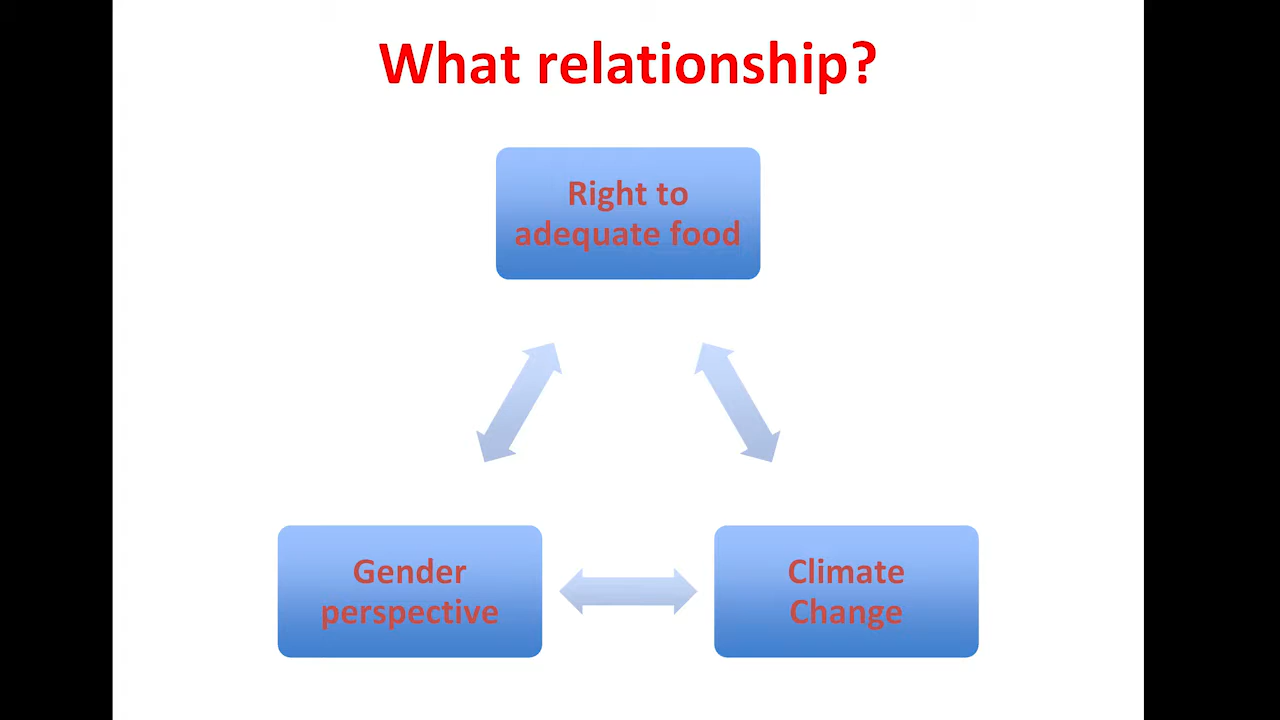 What relationship?
Right to
adequate food
Gender
perspective
Climate
Change